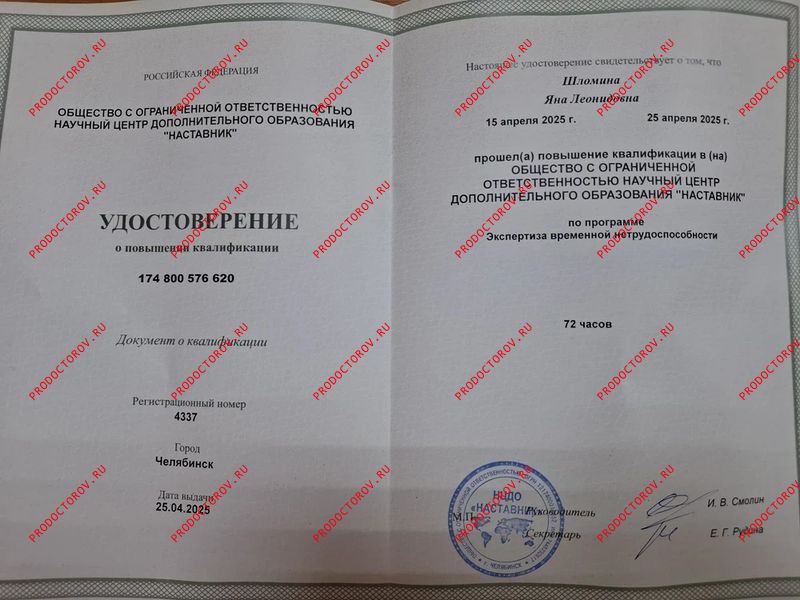 РОССИЙСКАЯ ФЕДЕРАЦИЯ
ОБЩЕСТВО С ОГРАНИЧЕННОЙ ОТВЕТСТВЕННОСТЬЮ
НАУЧНЫЙ ЦЕНТР ДОПОЛНИТЕЛЬНОГО ОБРАЗОВАНИЯ
"НАСТАВНИК"
УДОСТОВЕРЕНИЕ
о повышении квалификации
174 800 576 620
Документ о квалификации
Регистрационный номер
4337
Город
Челябинск
Дата выдачи
25.04.2025
Настоящее удостоверение свидетельствует о том, что
Шломина
Яна Леонидовна
15 апреля 2025 г. 25 апреля 2025 г.
прошел(а) повышение квалификации в (на)
ОБЩЕСТВО С ОГРАНИЧЕННОЙ
ОТВЕТСТВЕННОСТЬЮ НАУЧНЫЙ ЦЕНТР
ДОПОЛНИТЕЛЬНОГО ОБРАЗОВАНИЯ "НАСТАВНИК"
по программе
Экспертиза временной нетрудоспособности
72 часов
НЦДО
«НАСТАВНИК»
г. ЧЕЛЯБИНСК
М.П.
Руководитель И. В. Смолин
Секретарь Е. Г. Рудина
PRODOCTOROV.RU